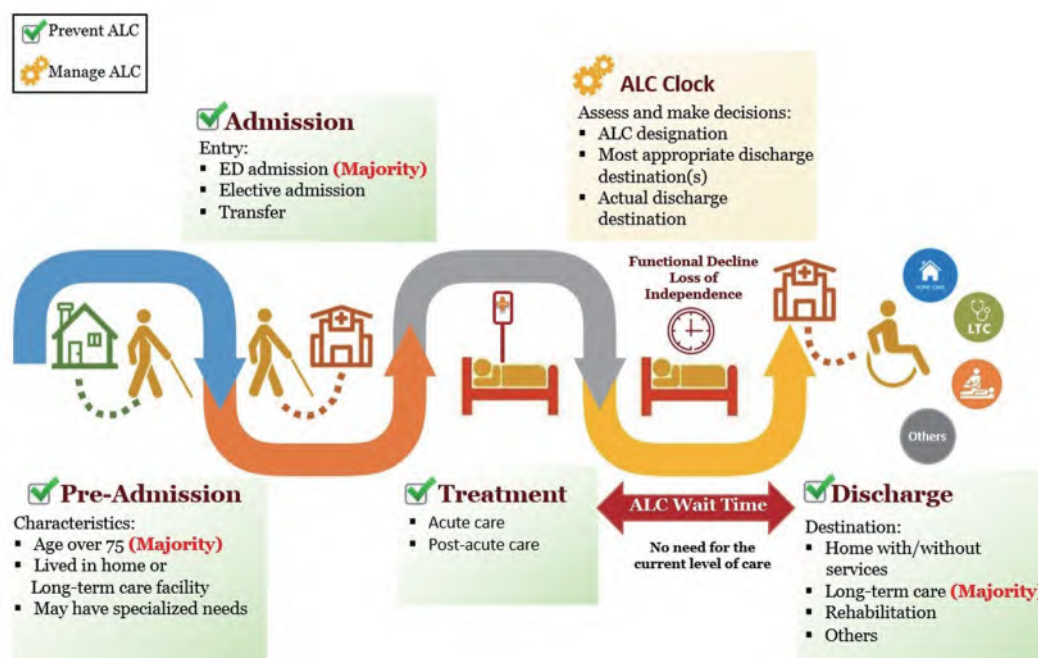 Prevent ALC
Manage ALC
Admission
Entry:
▪ ED admission (Majority)
▪ Elective admission
▪ Transfer
ALC Clock
Assess and make decisions:
▪ ALC designation
▪ Most appropriate discharge
destination(s)
▪ Actual discharge
destination
Functional Decline
Loss of
Independence
HOME CARE
LTC
Others
Pre-Admission
Characteristics:
▪ Age over 75 (Majority)
▪ Lived in home or
Long-term care facility
▪ May have specialized needs
Treatment
▪ Acute care
▪ Post-acute care
ALC Wait Time
No need for the
current level of care
Discharge
Destination:
▪ Home with/without
services
▪ Long-term care (Majority)
▪ Rehabilitation
▪ Others